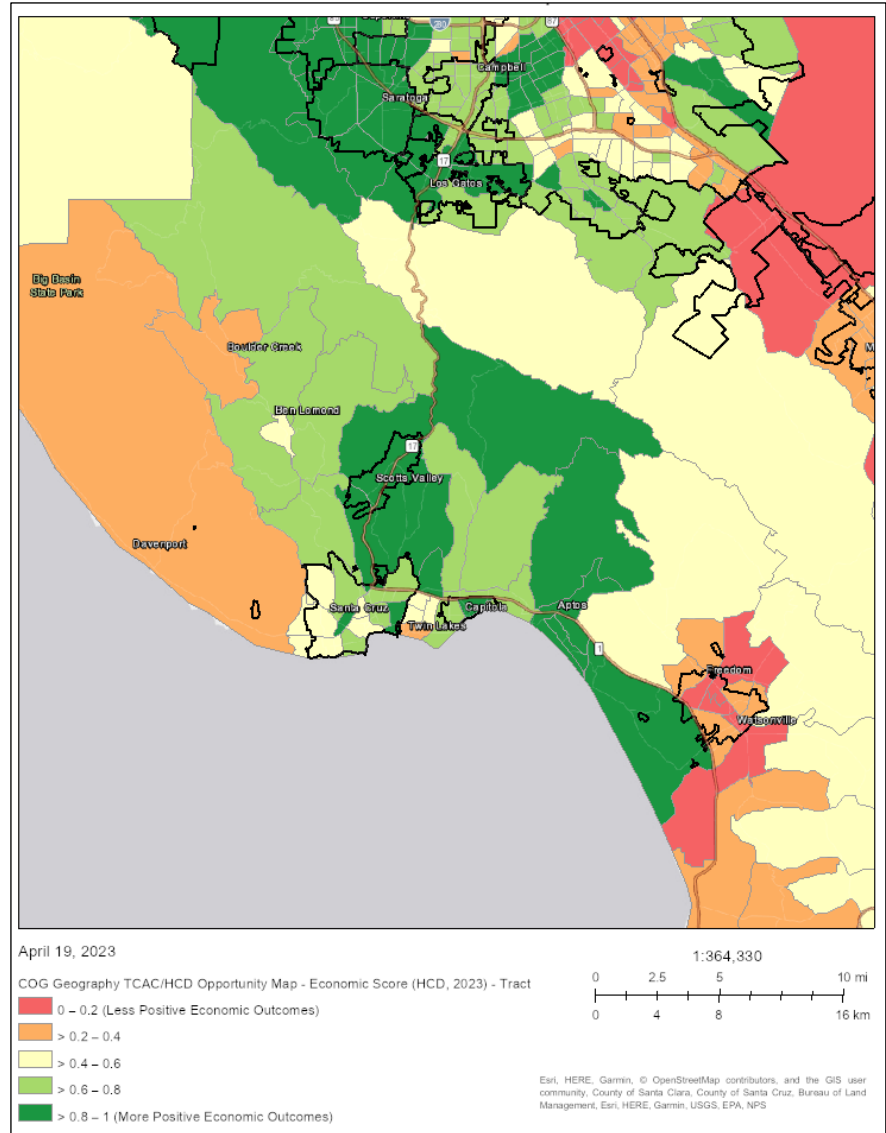 280
87
Campbell
Saratoga
17
Los Gatos
Big Basin
State Park
Boulder Creek
Ben Lomond
17
Scotts Valley
Davenport
Santa Cruz
Capitola
Aptos
Twin Lakes
1
Freedom
Watsonville
April 19, 2023
COG Geography TCAC/HCD Opportunity Map - Economic Score (HCD, 2023) - Tract
0 – 0.2 (Less Positive Economic Outcomes)
> 0.2 – 0.4
> 0.4 – 0.6
> 0.6 – 0.8
> 0.8 – 1 (More Positive Economic Outcomes)
1:364,330
0 2.5 5 10 mi
0 4 8 16 km
Esri, HERE, Garmin, © OpenStreetMap contributors, and the GIS user
community, County of Santa Clara, County of Santa Cruz, Bureau of Land
Management, Esri, HERE, Garmin, USGS, EPA, NPS